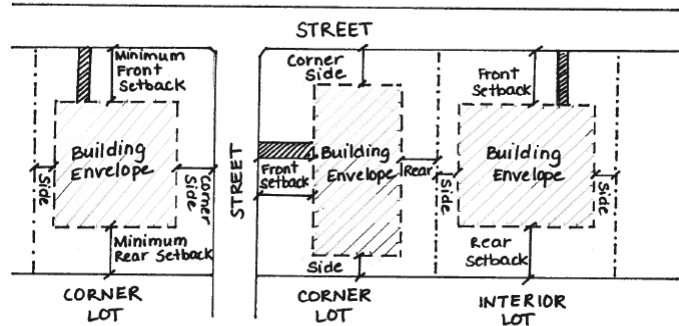 STREET
Minimum
Front
Setback
Building
Envelope
Side
Corner
Side
Minimum
Rear Setback
CORNER
LOT
STREET
Corner
Side
Front
Setback
Building
Envelope
Rear
Side
CORNER
LOT
Front
Setback
Building
Envelope
Side
Side
Rear
Setback
INTERIOR
LOT